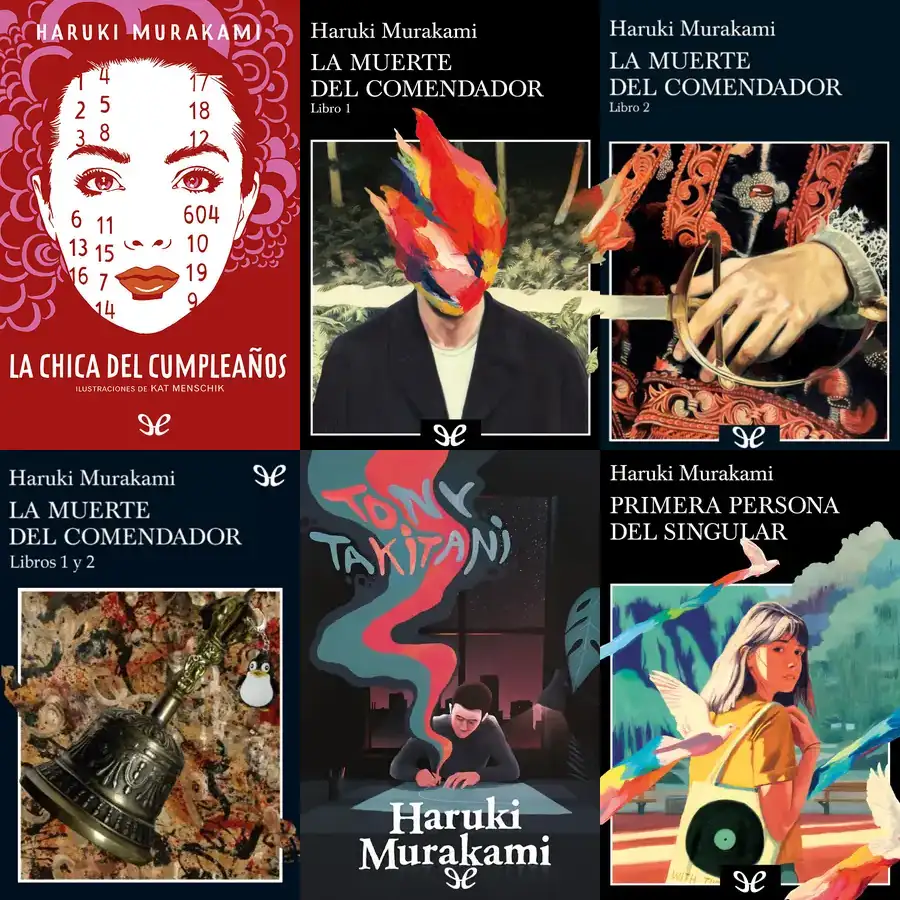 HARUKI MURAKAMI
1 4 17
2 5 18
3 8 12
6 11 604
13 15 10
16 7 19
14 9
LA CHICA DEL CUMPLEAÑOS
ILUSTRACIONES DE KAT MENSCHIK
Haruki Murakami
LA MUERTE
DEL COMENDADOR
Libro 1
Haruki Murakami
LA MUERTE
DEL COMENDADOR
Libro 2
Haruki Murakami
LA MUERTE
DEL COMENDADOR
Libros 1 y 2
TONY
TAKITANI
Haruki
Murakami
Haruki Murakami
PRIMERA PERSONA
DEL SINGULAR
WITH